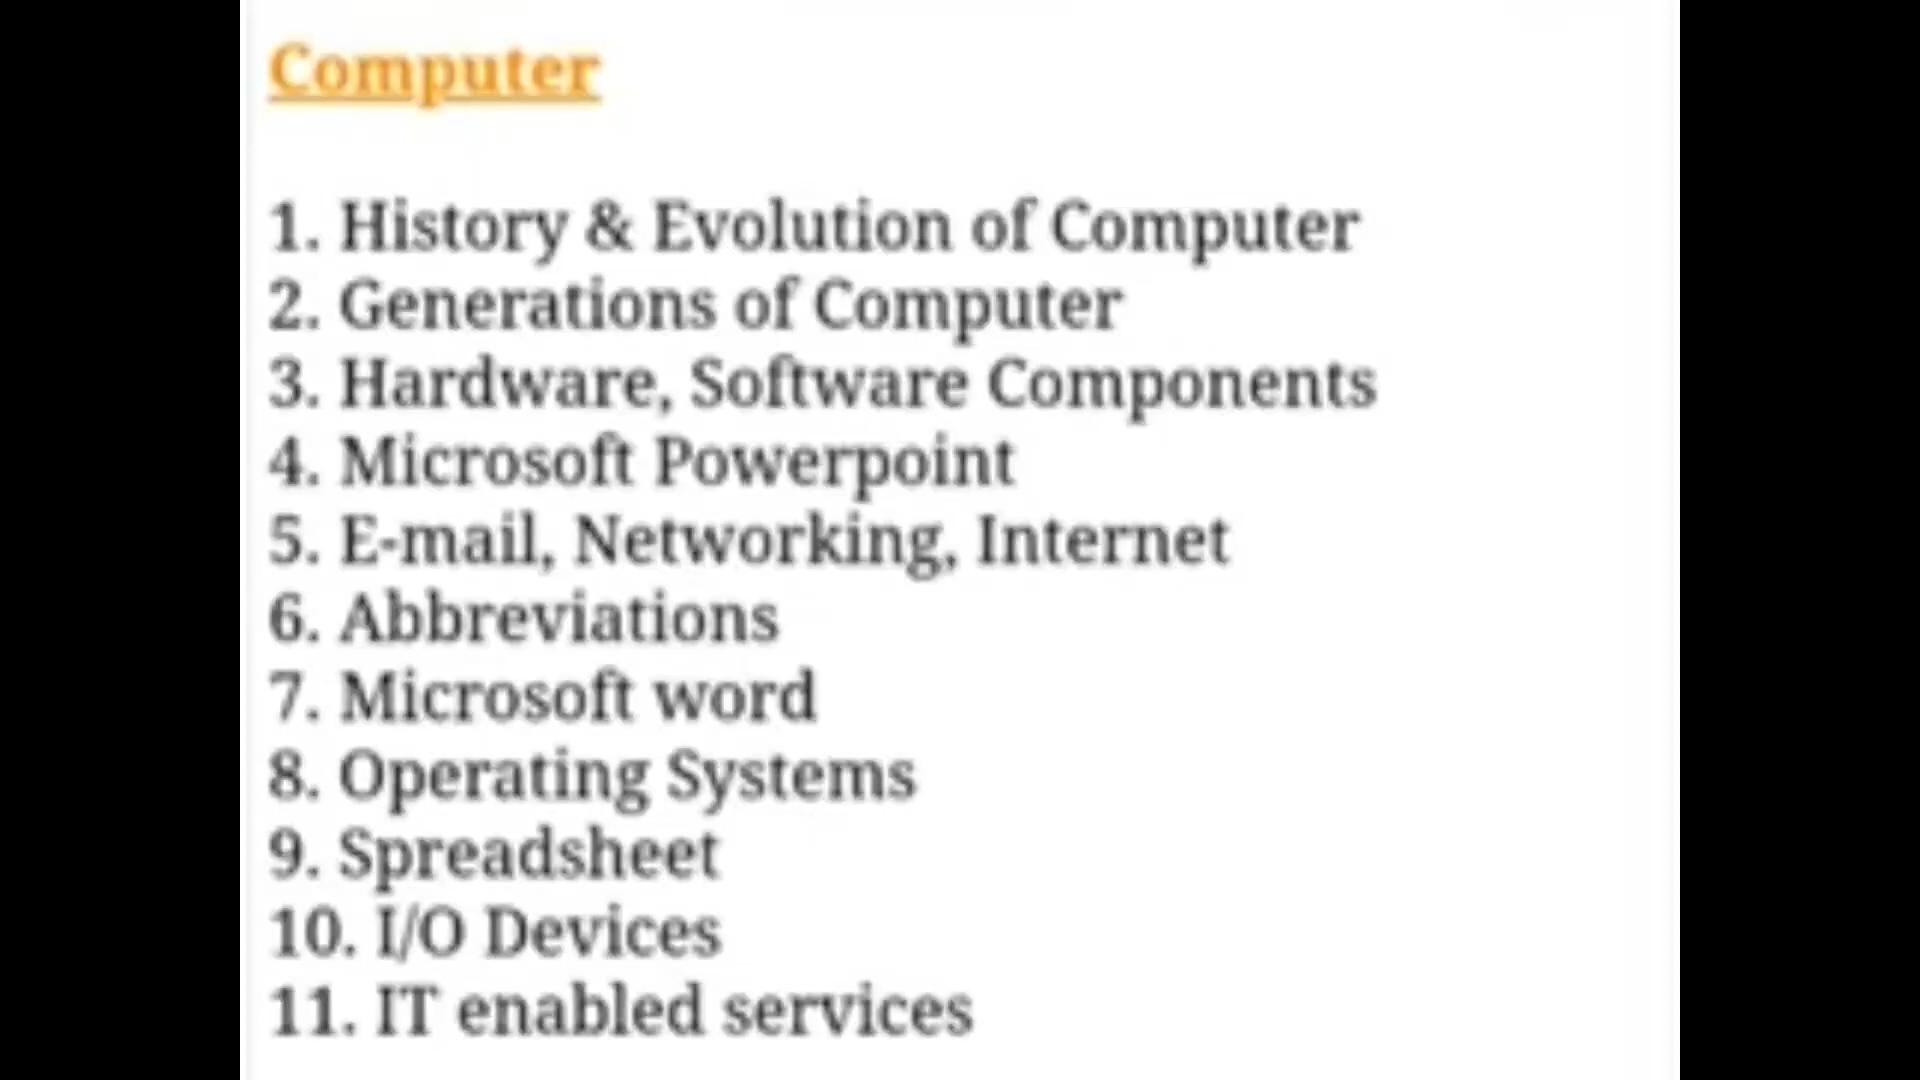 Computer
1. History & Evolution of Computer
2. Generations of Computer
3. Hardware, Software Components
4. Microsoft Powerpoint
5. E-mail, Networking, Internet
6. Abbreviations
7. Microsoft word
8. Operating Systems
9. Spreadsheet
10. I/O Devices
11. IT enabled services